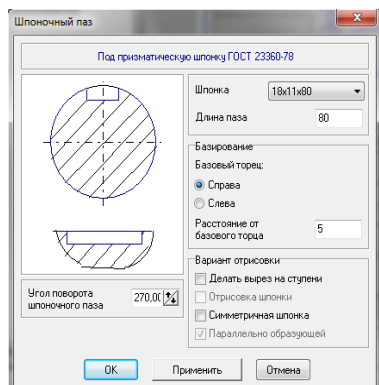 Шпоночный паз
Под призматическую шпонку ГОСТ 23360-78
Шпонка 18x11x80
Длина паза 80
Базирование
Базовый торец:
Справа
Слева
Расстояние от
базового торца 5
Вариант отрисовки
Делать вырез на ступени
Отрисовка шпонки
Симметричная шпонка
Параллельно образующей
Угол поворота
шпоночного паза 270,0(
OK Применить Отмена